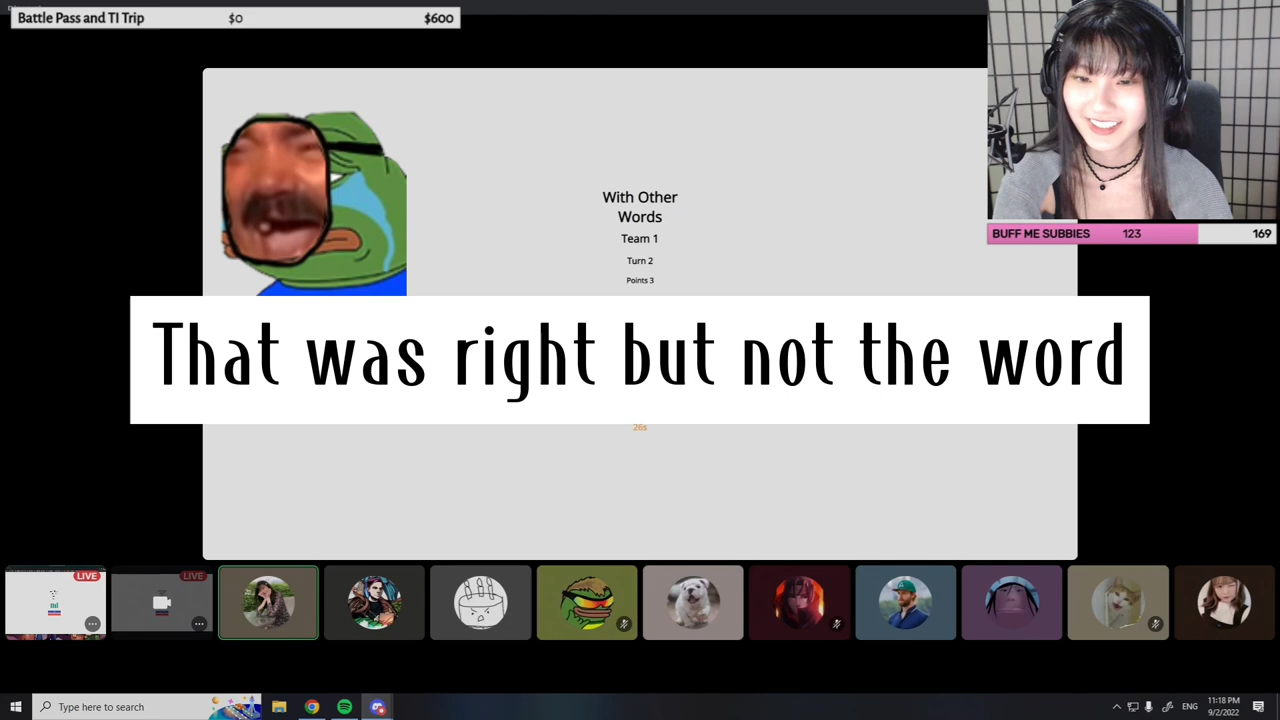 Battle Pass and TI Trip $0 $600
With Other
Words
Team 1
Turn 2
Points 3
BUFF ME SUBBIES 123 169
That was right but not the word
26s
LIVE
LIVE
Type here to search
ENG
11:18 PM
9/2/2022